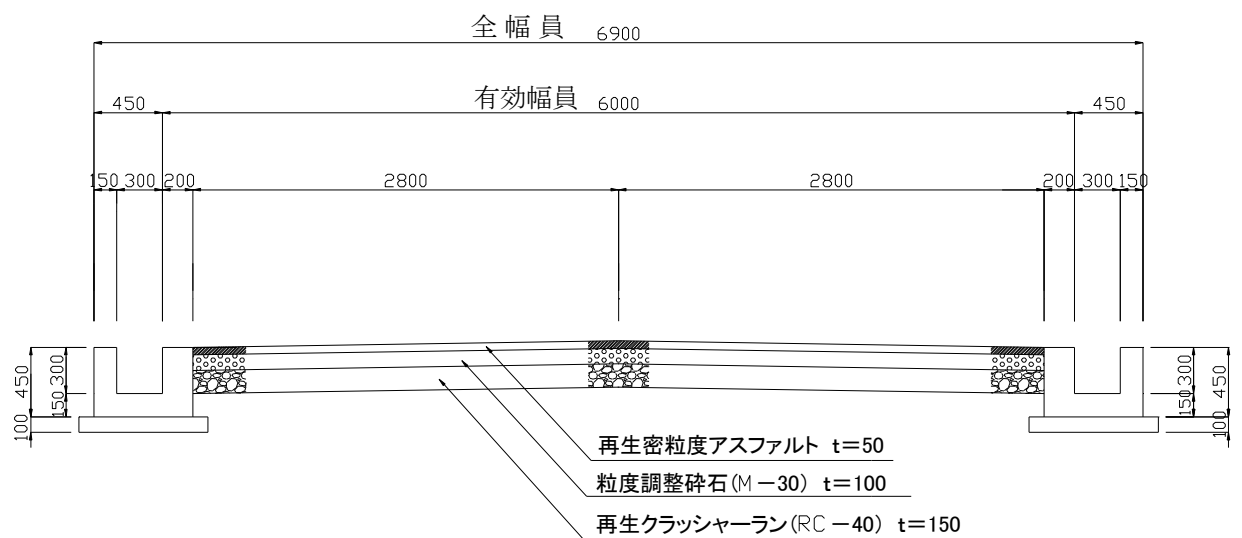 全幅員 6900
450 有効幅員 6000 450
150 300 200 2800 2800 200 300 150
450 300 150 100
300 450 150 100
再生密粒度アスファルト t=50
粒度調整砕石(M-30) t=100
再生クラッシャーラン(RC-40) t=150